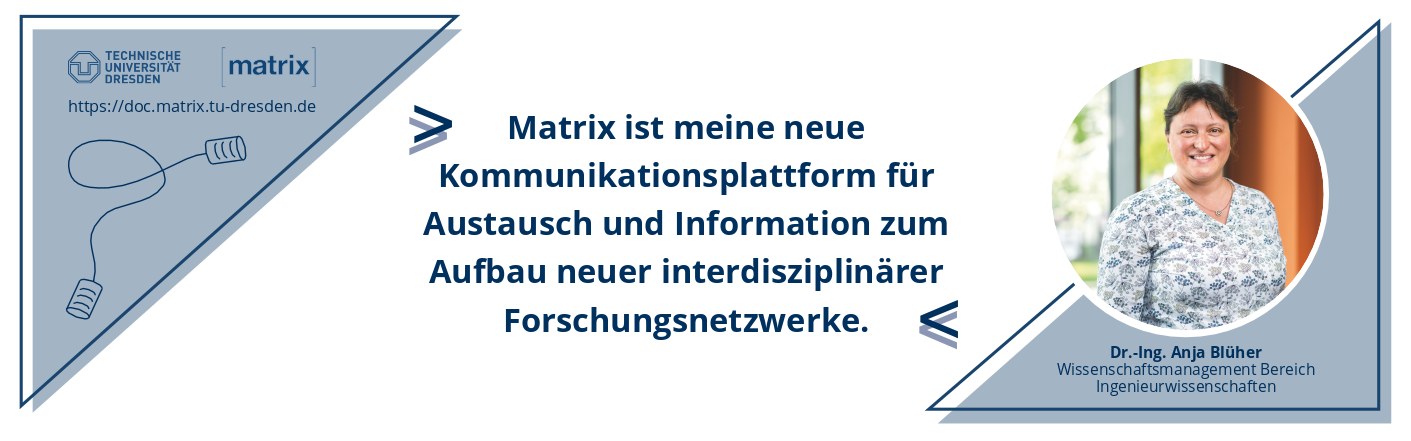 TECHNISCHE
UNIVERSITÄT
DRESDEN
[matrix]
https://doc.matrix.tu-dresden.de
Matrix ist meine neue
Kommunikationsplattform für
Austausch und Information zum
Aufbau neuer interdisziplinärer
Forschungsnetzwerke.
Dr.-Ing. Anja Blüher
Wissenschaftsmanagement Bereich
Ingenieurwissenschaften